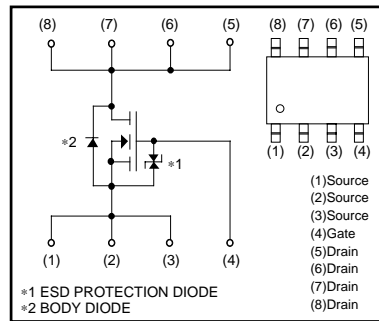 (8) (7) (6) (5)
(8) (7) (6) (5)
∗2
∗1
(1) (2) (3) (4)
(1)Source
(2)Source
(3)Source
(4)Gate
(5)Drain
(6)Drain
(7)Drain
(8)Drain
(1) (2) (3) (4)
∗1 ESD PROTECTION DIODE
∗2 BODY DIODE